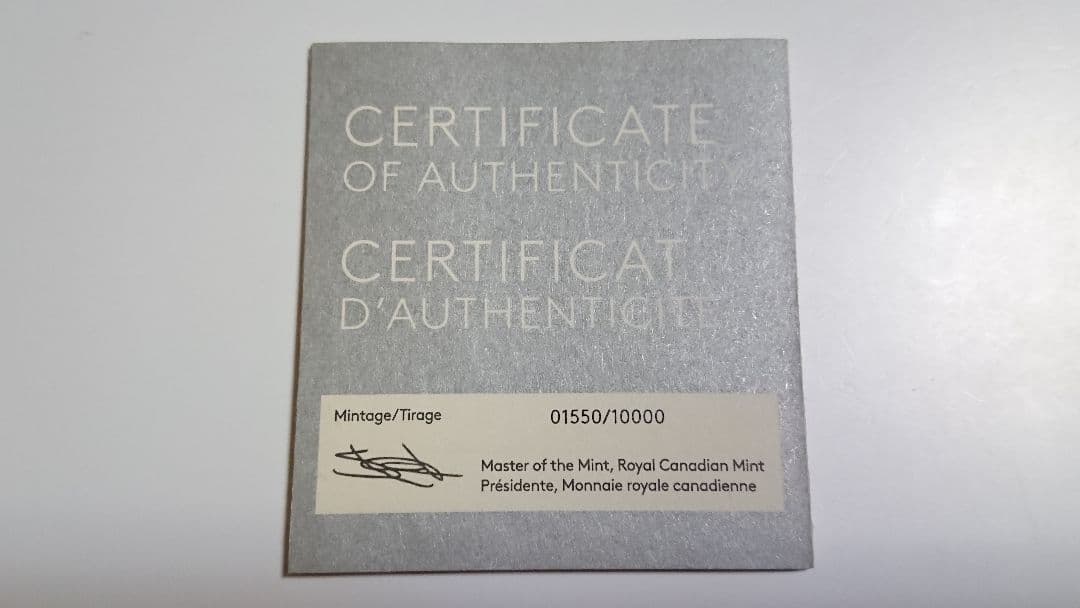 CERTIFICATE
OF AUTHENTICITY
CERTIFICAT
D'AUTHENTICITÉ
Mintage/Tirage 01550/10000
Master of the Mint, Royal Canadian Mint
Présidente, Monnaie royale canadienne